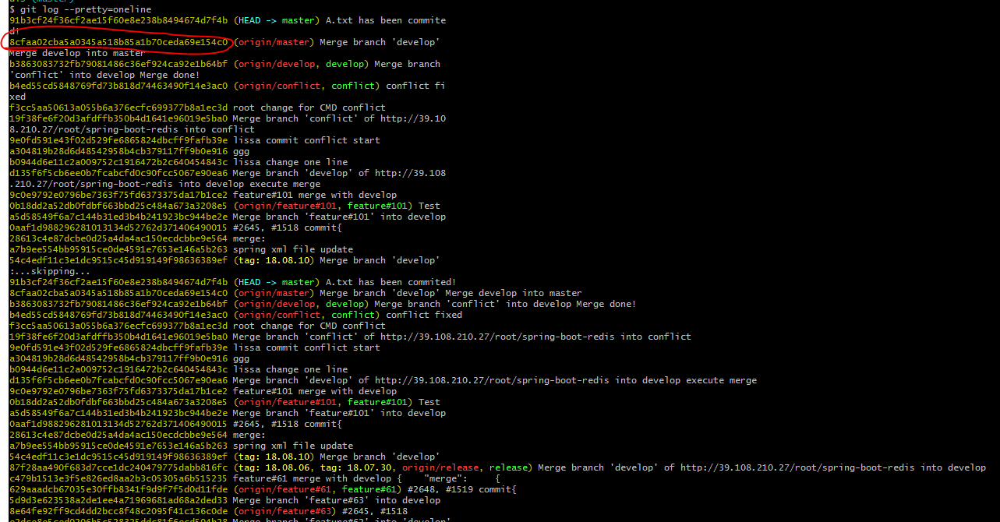 $ git log --pretty=oneline
91b3cf24f36cf2ae15f60e8e238b8494674d7f4b (HEAD -> master) A.txt has been commite
d!
8cfaa02cba5a0345a518b85a1b70ceda69e154c0 (origin/master) Merge branch 'develop'
Merge develop into master
b3863083732fb79081486c36ef924ca92e1b64bf (origin/develop, develop) Merge branch
'conflict' into develop Merge done!
b4ed55cd5848769fd73b818d74463490f14e3ac0 (origin/conflict, conflict) conflict fi
xed
f3cc5aa50613a055b6a376ecfc699377b8a1ec3d root change for CMD conflict
19f38fe6f20d3afdffb350b4d1641e96019e5ba0 Merge branch 'conflict' of http://39.10
8.210.27/root/spring-boot-redis into conflict
9e0fd591e43f02d529fe6865824dbcff9fafb39e lissa commit conflict start
a304819b28d6d48542958b4cb379117ff9b0e916 ggg
b0944d6e11c2a009752c1916472b2c640454843c lissa change one line
d135f6f5cb6ee0b7fcabcfd0c90fcc5067e90ea6 Merge branch 'develop' of http://39.108
.210.27/root/spring-boot-redis into develop execute merge
9c0e9792e0796be7363f75fd6373375da17b1ce2 feature#101 merge with develop
0b18dd2a52db0fdbf663bbd25c484a673a3208e5 (origin/feature#101, feature#101) Test
a5d58549f6a7c144b31ed3b4b241923bc944be2e Merge branch 'feature#101' into develop
0aaf1d988296281013134d52762d371406490015 #2645, #1518 commit{
28613c4e87dcbe0d25a4da4ac150ecdcbbe9e564 merge:
a7b9ee554bb95915ce0de4591e7653e146a5b263 spring xml file update
54c4edf11c3e1dc9515c45d919149f98636389ef (tag: 18.08.10) Merge branch 'develop'
:...skipping...
91b3cf24f36cf2ae15f60e8e238b8494674d7f4b (HEAD -> master) A.txt has been commited!
8cfaa02cba5a0345a518b85a1b70ceda69e154c0 (origin/master) Merge branch 'develop' Merge develop into master
b3863083732fb79081486c36ef924ca92e1b64bf (origin/develop, develop) Merge branch 'conflict' into develop Merge done!
b4ed55cd5848769fd73b818d74463490f14e3ac0 (origin/conflict, conflict) conflict fixed
f3cc5aa50613a055b6a376ecfc699377b8a1ec3d root change for CMD conflict
19f38fe6f20d3afdffb350b4d1641e96019e5ba0 Merge branch 'conflict' of http://39.108.210.27/root/spring-boot-redis into conflict
9e0fd591e43f02d529fe6865824dbcff9fafb39e lissa commit conflict start
a304819b28d6d48542958b4cb379117ff9b0e916 ggg
b0944d6e11c2a009752c1916472b2c640454843c lissa change one line
d135f6f5cb6ee0b7fcabcfd0c90fcc5067e90ea6 Merge branch 'develop' of http://39.108.210.27/root/spring-boot-redis into develop execute merge
9c0e9792e0796be7363f75fd6373375da17b1ce2 feature#101 merge with develop
0b18dd2a52db0fdbf663bbd25c484a673a3208e5 (origin/feature#101, feature#101) Test
a5d58549f6a7c144b31ed3b4b241923bc944be2e Merge branch 'feature#101' into develop
0aaf1d988296281013134d52762d371406490015 #2645, #1518 commit{
28613c4e87dcbe0d25a4da4ac150ecdcbbe9e564 merge:
a7b9ee554bb95915ce0de4591e7653e146a5b263 spring xml file update
54c4edf11c3e1dc9515c45d919149f98636389ef (tag: 18.08.10) Merge branch 'develop'
87f28aa490f683d7cce1dc240479775dabb816fc (tag: 18.08.06, tag: 18.07.30, origin/release, release) Merge branch 'develop' of http://39.108.210.27/root/spring-boot-redis into develop
c479b1513e3f5e826ed8aa2b3c05305a6b515235 feature#61 merge with develop {    "merge":     {
629aaadcb67035e30ffb8341f9d9f7f5d0d11fde (origin/feature#61, feature#61) #2648, #1519 commit{
5d9d3e623538a2de1ee4a71969681ad68a2ded33 Merge branch 'feature#63' into develop
8e64fe92ff9cd4dd2bcc8f48c2095f41c136c0de (origin/feature#63) #2645, #1518